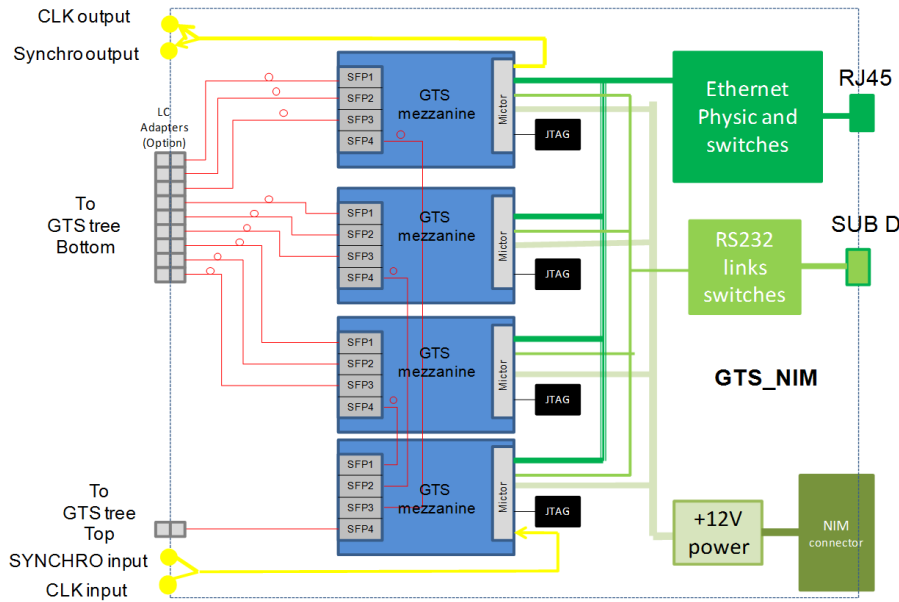 CLK output
Synchro output
LC
Adapters
(Option)
To
GTS tree
Bottom
To
GTS tree
Top
SYNCHRO input
CLK input
SFP1
SFP2
SFP3
SFP4
GTS
mezzanine
Mictor
JTAG
SFP1
SFP2
SFP3
SFP4
GTS
mezzanine
Mictor
JTAG
SFP1
SFP2
SFP3
SFP4
GTS
mezzanine
Mictor
JTAG
SFP1
SFP2
SFP3
SFP4
GTS
mezzanine
Mictor
JTAG
Ethernet
Physic and
switches
RJ45
RS232
links
switches
SUB D
GTS_NIM
+12V
power
NIM
connector